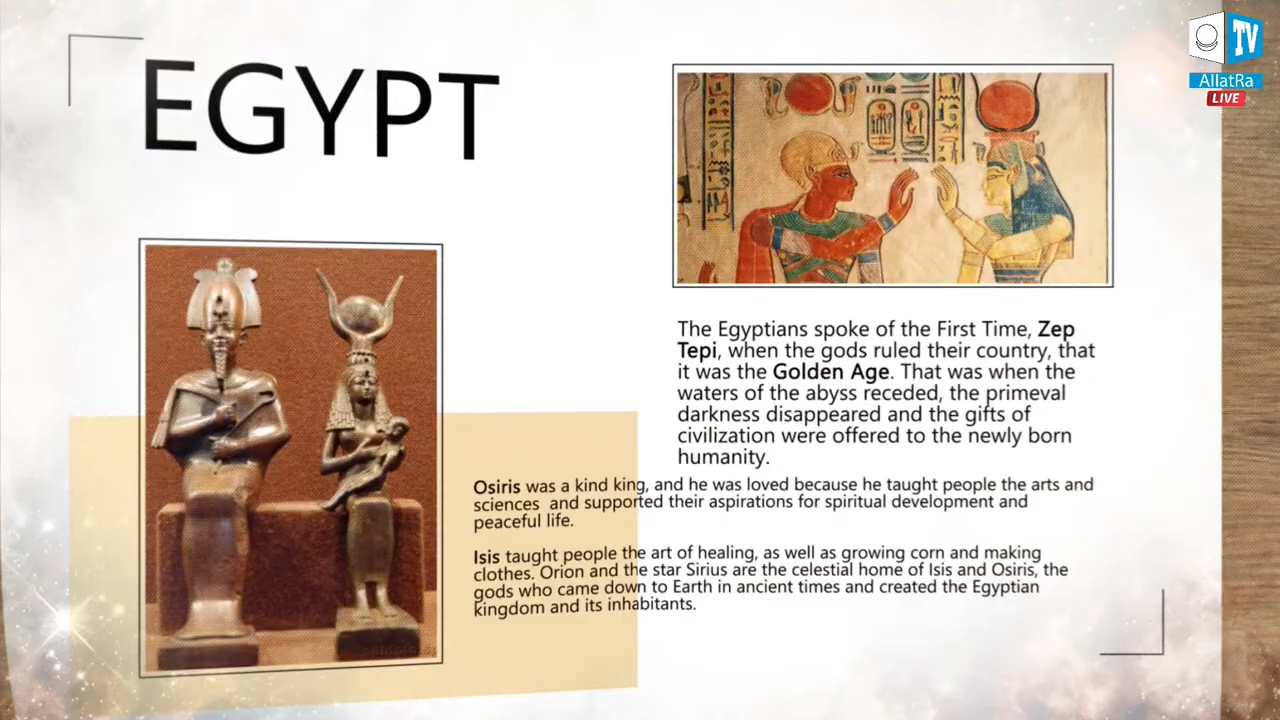 EGYPT
TV
AllatRa
LIVE
The Egyptians spoke of the First Time, Zep
Tepi, when the gods ruled their country, that
it was the Golden Age. That was when the
waters of the abyss receded, the primeval
darkness disappeared and the gifts of
civilization were offered to the newly born
humanity.
Osiris was a kind king, and he was loved because he taught people the arts and
sciences and supported their aspirations for spiritual development and
peaceful life.
Isis taught people the art of healing, as well as growing corn and making
clothes. Orion and the star Sirius are the celestial home of Isis and Osiris, the
gods who came down to Earth in ancient times and created the Egyptian
kingdom and its inhabitants.